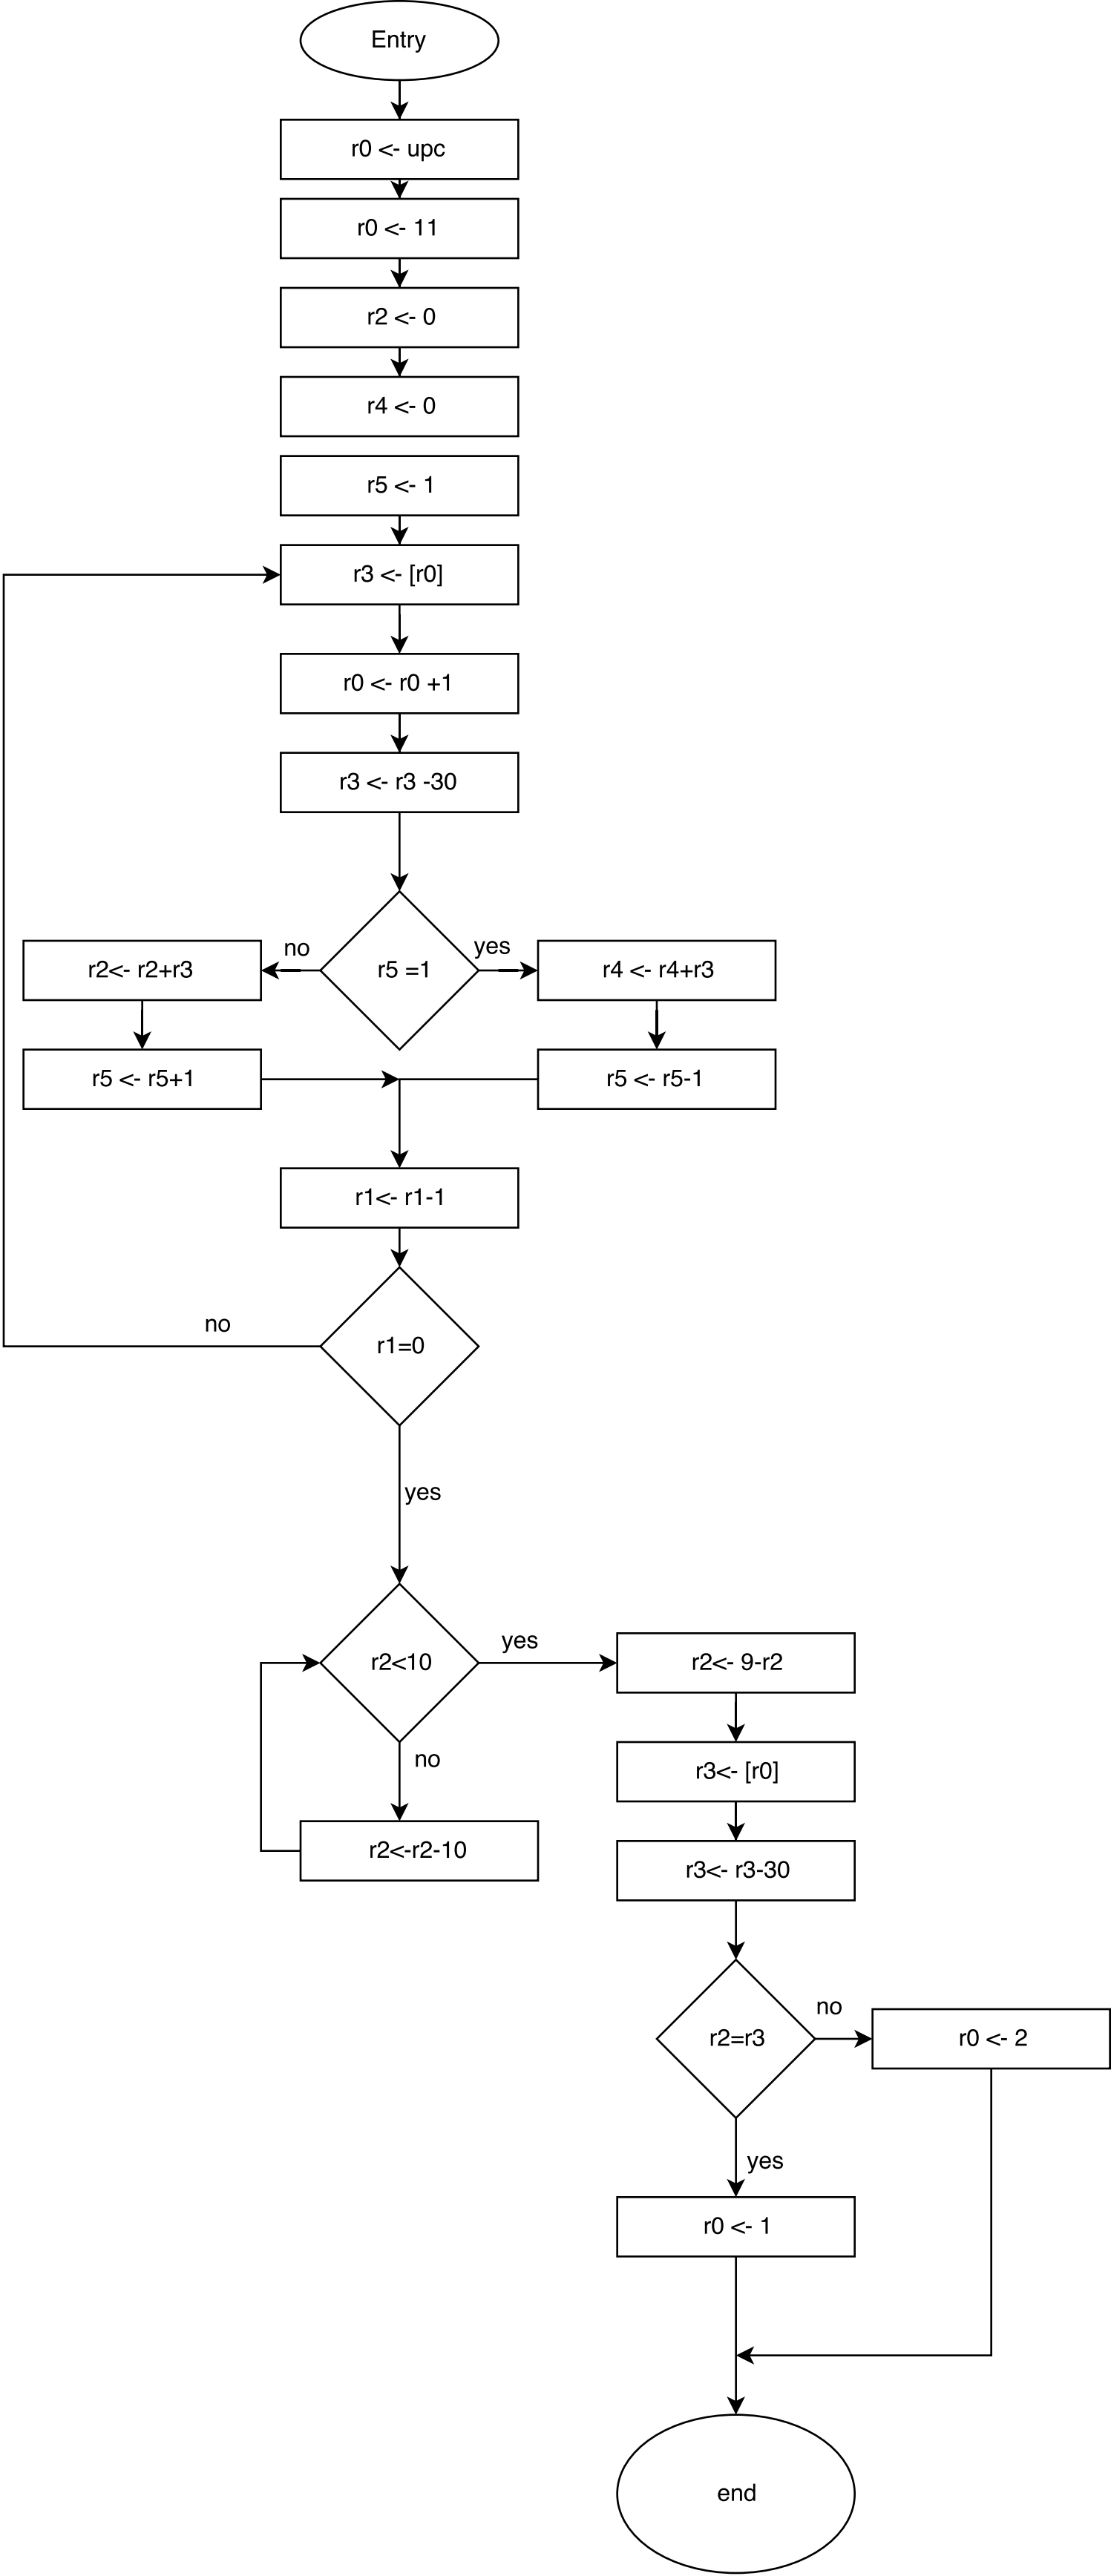 Entry
r0 <- upc
r0 <- 11
r2 <- 0
r4 <- 0
r5 <- 1
r3 <- [r0]
r0 <- r0 +1
r3 <- r3 -30
r5 =1
no
yes
r2<- r2+r3
r4 <- r4+r3
r5 <- r5+1
r5 <- r5-1
r1<- r1-1
r1=0
no
yes
r2<10
yes
no
r2<-r2-10
r2<- 9-r2
r3<- [r0]
r3<- r3-30
r2=r3
no
r0 <- 2
yes
r0 <- 1
end